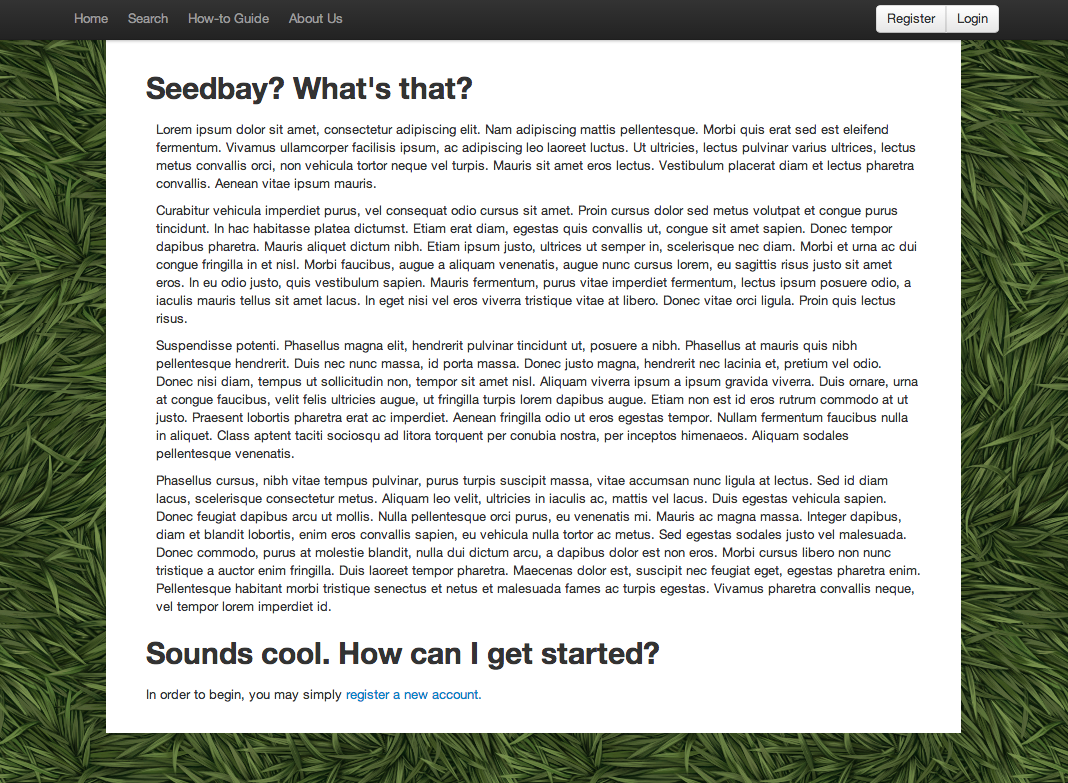 Home Search How-to Guide About Us Register Login
Seedbay? What's that?
Lorem ipsum dolor sit amet, consectetur adipiscing elit. Nam adipiscing mattis pellentesque. Morbi quis erat sed est eleifend
fermentum. Vivamus ullamcorper facilisis ipsum, ac adipiscing leo laoreet luctus. Ut ultricies, lectus pulvinar varius ultrices, lectus
metus convallis orci, non vehicula tortor neque vel turpis. Mauris sit amet eros lectus. Vestibulum placerat diam et lectus pharetra
convallis. Aenean vitae ipsum mauris.
Curabitur vehicula imperdiet purus, vel consequat odio cursus sit amet. Proin cursus dolor sed metus volutpat et congue purus
tincidunt. In hac habitasse platea dictumst. Etiam erat diam, egestas quis convallis ut, congue sit amet sapien. Donec tempor
dapibus pharetra. Mauris aliquet dictum nibh. Etiam ipsum justo, ultrices ut semper in, scelerisque nec diam. Morbi et urna ac dui
congue fringilla in et nisl. Morbi faucibus, augue a aliquam venenatis, augue nunc cursus lorem, eu sagittis risus justo sit amet
eros. In eu odio justo, quis vestibulum sapien. Mauris fermentum, purus vitae imperdiet fermentum, lectus ipsum posuere odio, a
iaculis mauris tellus sit amet lacus. In eget nisi vel eros viverra tristique vitae at libero. Donec vitae orci ligula. Proin quis lectus
risus.
Suspendisse potenti. Phasellus magna elit, hendrerit pulvinar tincidunt ut, posuere a nibh. Phasellus at mauris quis nibh
pellentesque hendrerit. Duis nec nunc massa, id porta massa. Donec justo magna, hendrerit nec lacinia et, pretium vel odio.
Donec nisi diam, tempus ut sollicitudin non, tempor sit amet nisl. Aliquam viverra ipsum a ipsum gravida viverra. Duis ornare, urna
at congue faucibus, velit felis ultricies augue, ut fringilla turpis lorem dapibus augue. Etiam non est id eros rutrum commodo at ut
justo. Praesent lobortis pharetra erat ac imperdiet. Aenean fringilla odio ut eros egestas tempor. Nullam fermentum faucibus nulla
in aliquet. Class aptent taciti sociosqu ad litora torquent per conubia nostra, per inceptos himenaeos. Aliquam sodales
pellentesque venenatis.
Phasellus cursus, nibh vitae tempus pulvinar, purus turpis suscipit massa, vitae accumsan nunc ligula at lectus. Sed id diam
lacus, scelerisque consectetur metus. Aliquam leo velit, ultricies in iaculis ac, mattis vel lacus. Duis egestas vehicula sapien.
Donec feugiat dapibus arcu ut mollis. Nulla pellentesque orci purus, eu venenatis mi. Mauris ac magna massa. Integer dapibus,
diam et blandit lobortis, enim eros convallis sapien, eu vehicula nulla tortor ac metus. Sed egestas sodales justo vel malesuada.
Donec commodo, purus at molestie blandit, nulla dui dictum arcu, a dapibus dolor est non eros. Morbi cursus libero non nunc
tristique a auctor enim fringilla. Duis laoreet tempor pharetra. Maecenas dolor est, suscipit nec feugiat eget, egestas pharetra enim.
Pellentesque habitant morbi tristique senectus et netus et malesuada fames ac turpis egestas. Vivamus pharetra convallis neque,
vel tempor lorem imperdiet id.
Sounds cool. How can I get started?
In order to begin, you may simply register a new account.